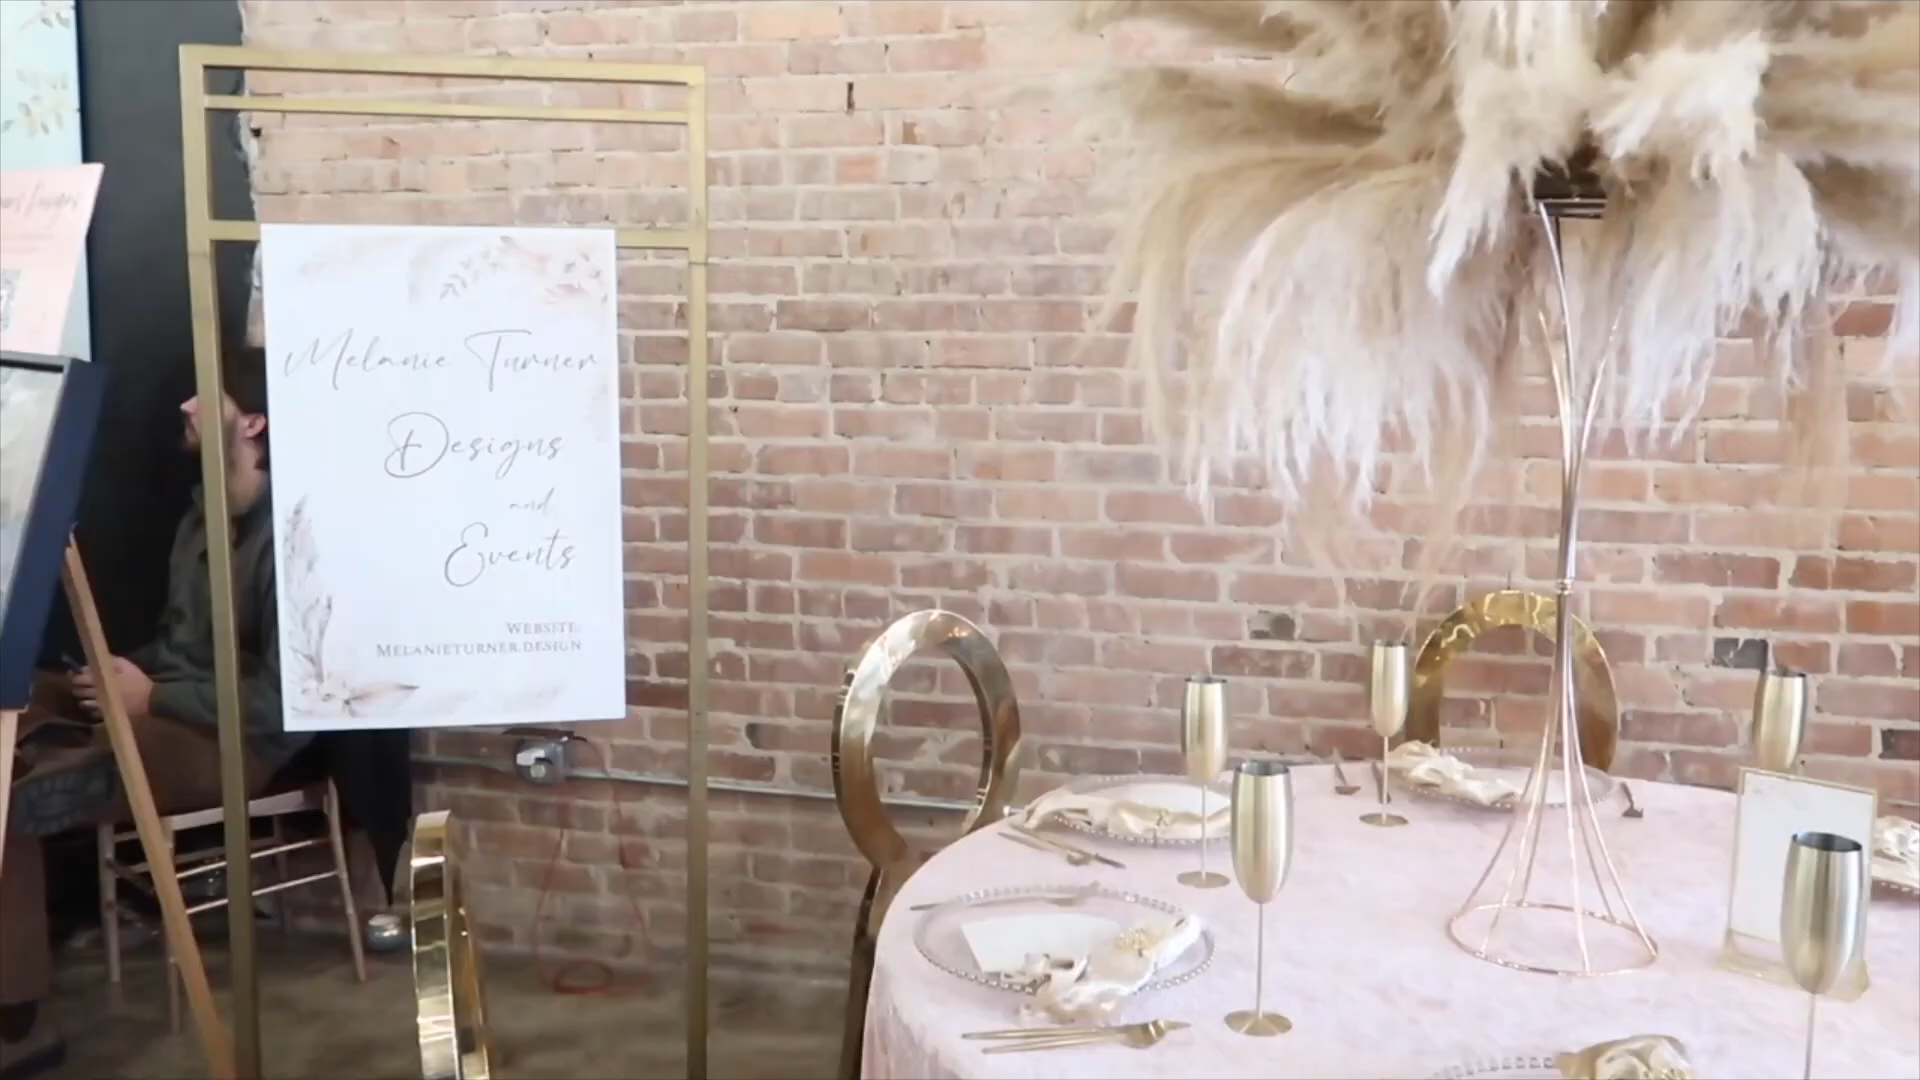 Melanie Turner
Designs
and
Events
WEBSITE:
MELANIETURNER.DESIGN